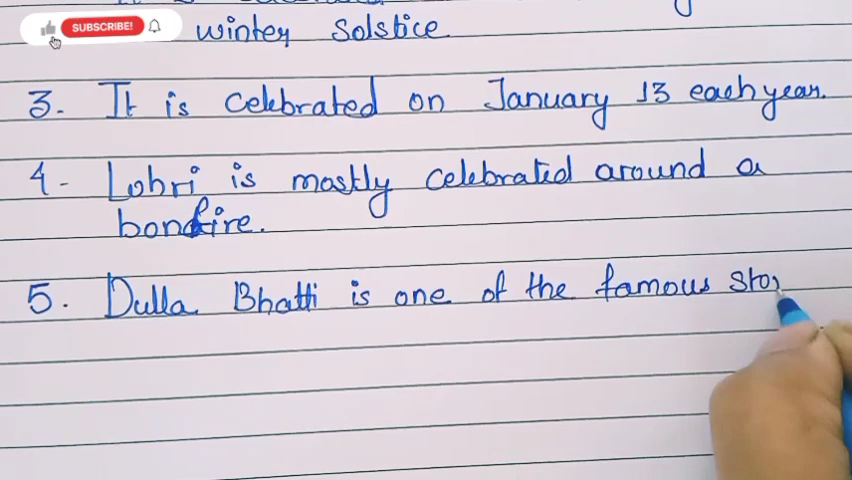 SUBSCRIBE!
winter Solstice
3. It is celebrated on January 13 each year.
4- Lohri is mostly celebrated around a
bonfire.
5. Dulla Bhatti is one of the famous Sto